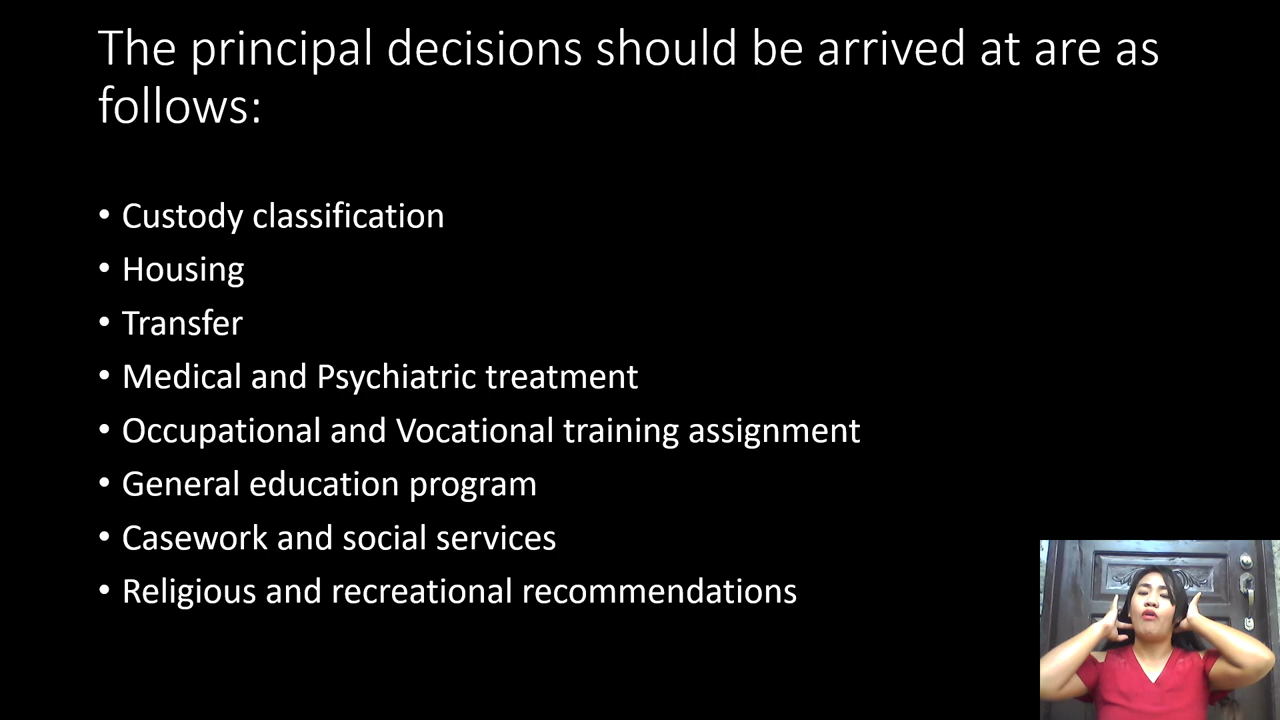 The principal decisions should be arrived at are as
follows:
• Custody classification
• Housing
• Transfer
• Medical and Psychiatric treatment
• Occupational and Vocational training assignment
• General education program
• Casework and social services
• Religious and recreational recommendations